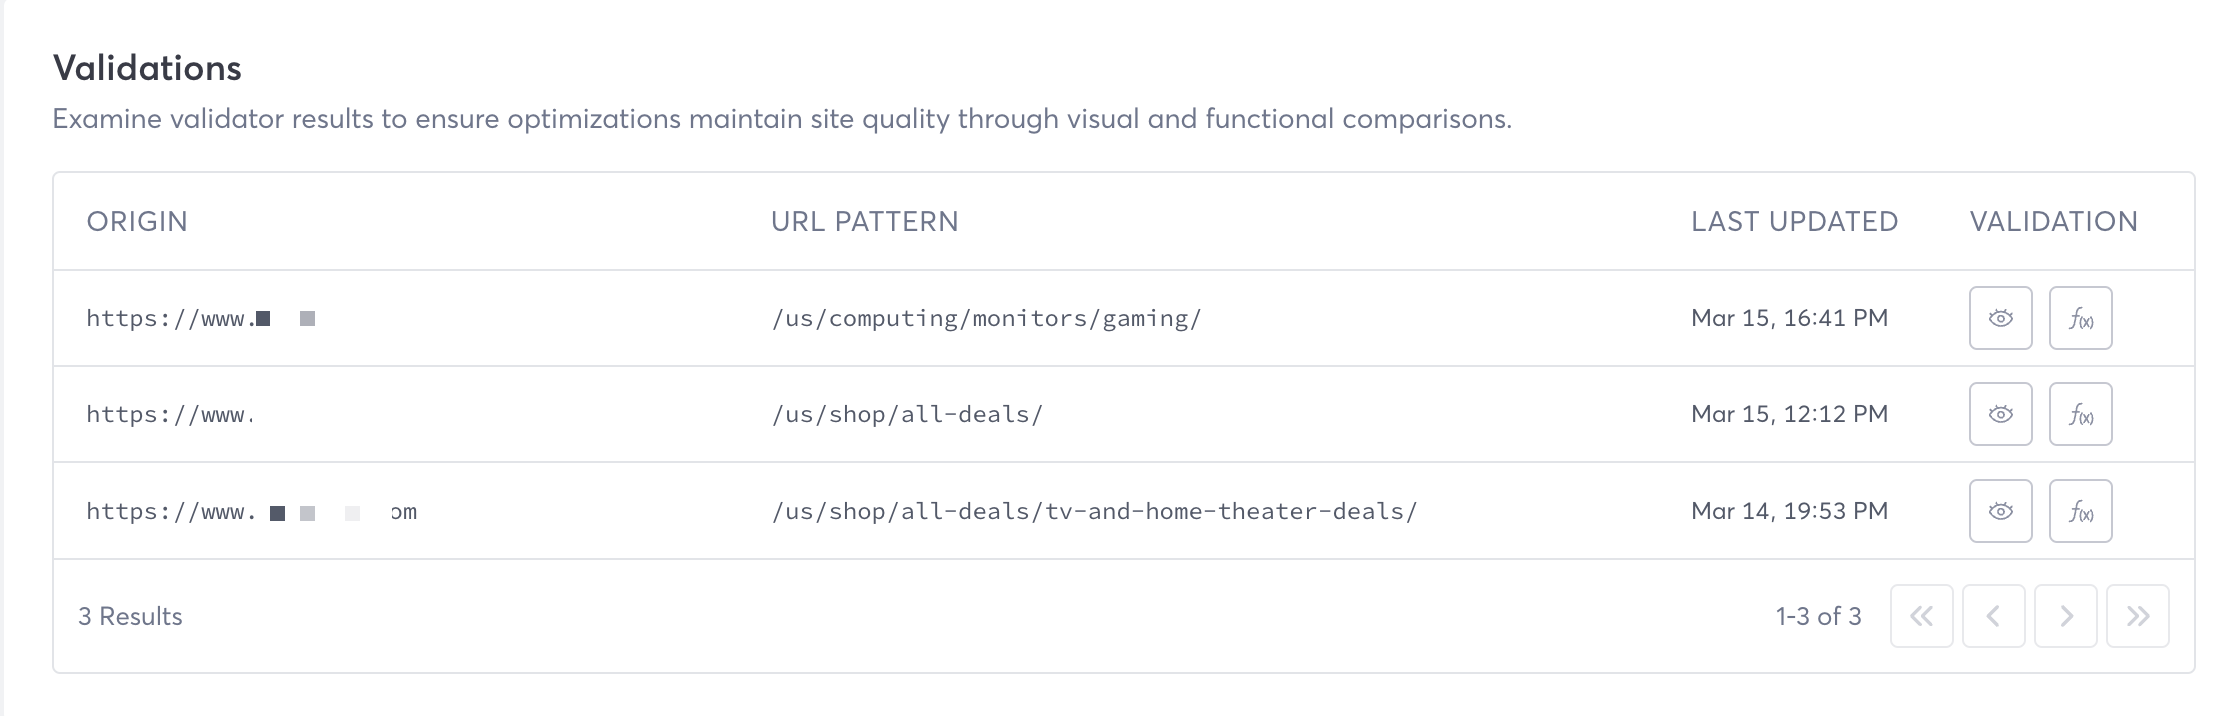 Validations
Examine validator results to ensure optimizations maintain site quality through visual and functional comparisons.
ORIGIN URL PATTERN LAST UPDATED VALIDATION
https://www. /us/computing/monitors/gaming/ Mar 15, 16:41 PM f(x)
https://www. /us/shop/all-deals/ Mar 15, 12:12 PM f(x)
https://www. om /us/shop/all-deals/tv-and-home-theater-deals/ Mar 14, 19:53 PM f(x)
3 Results 1-3 of 3